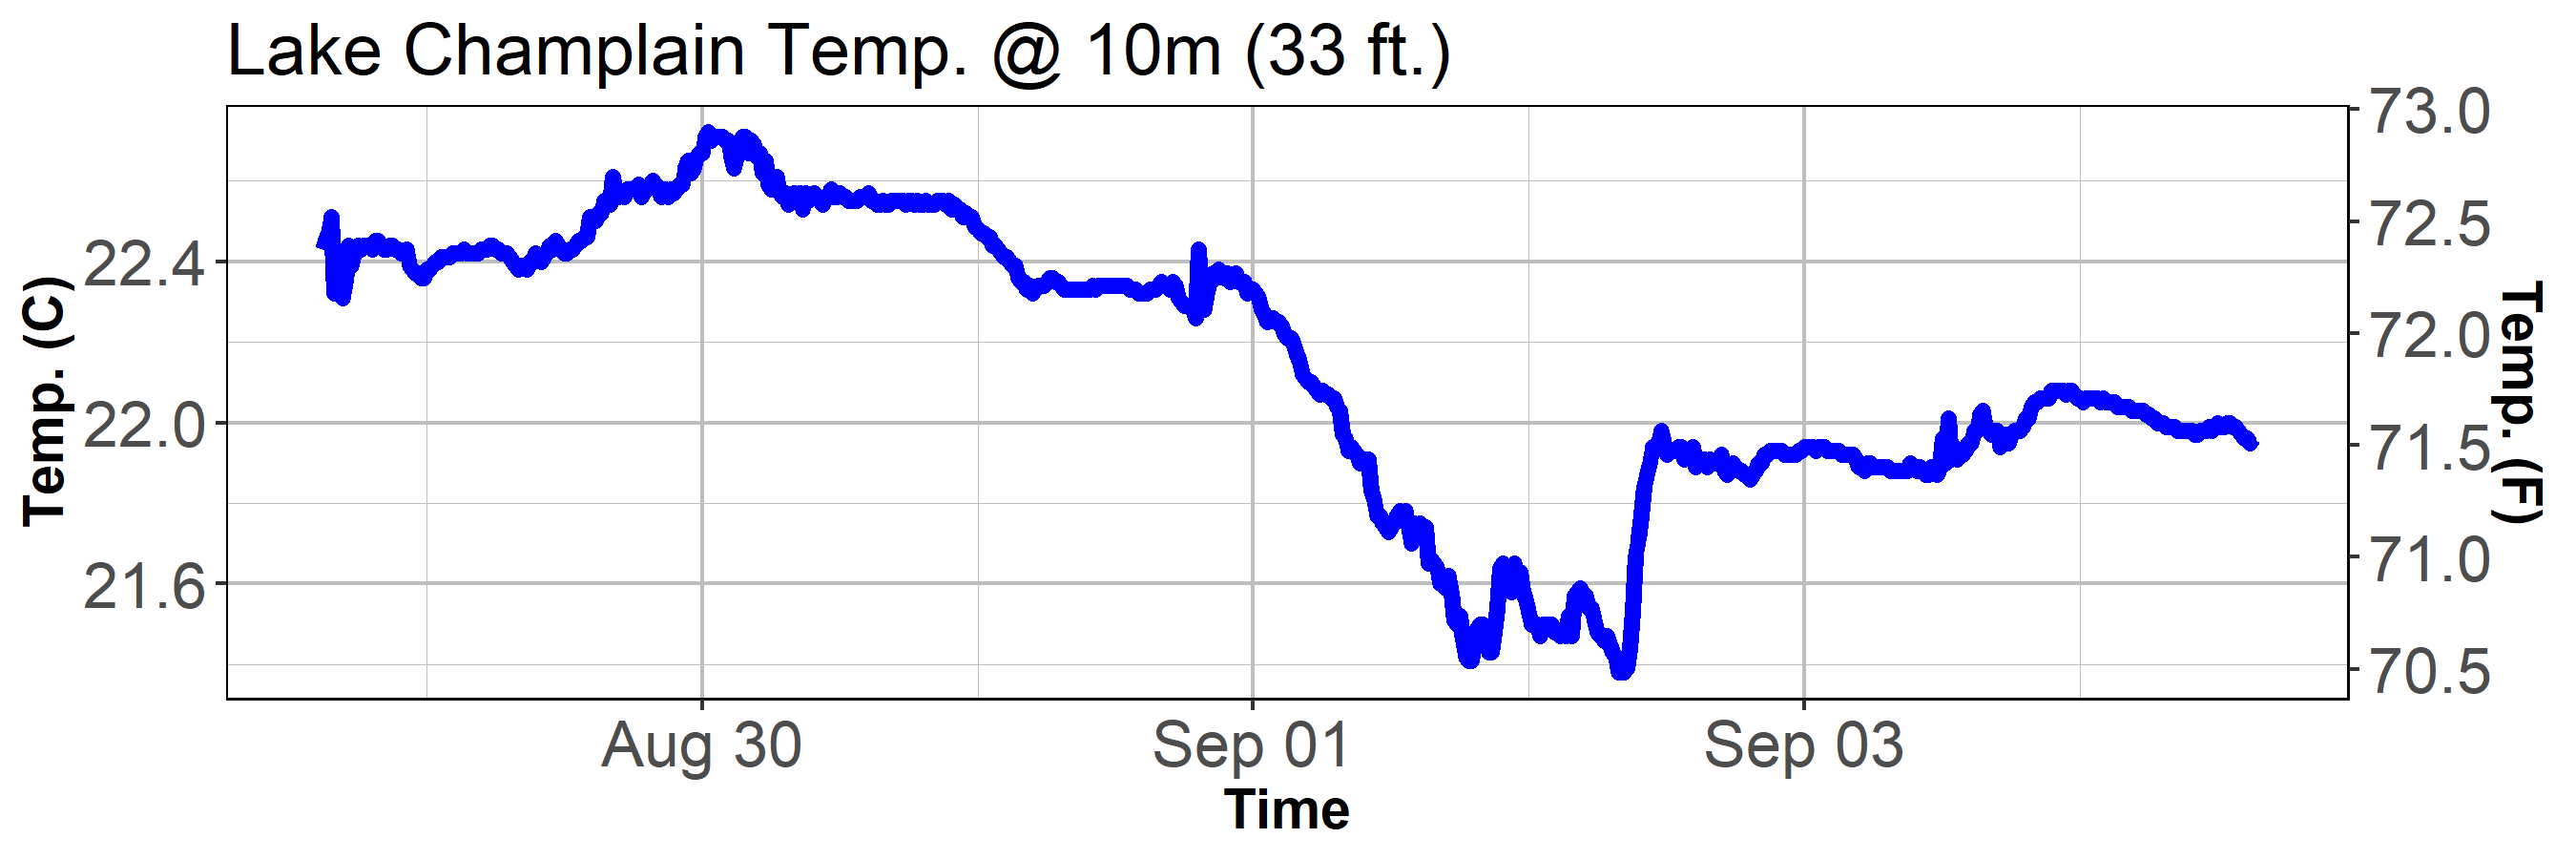 Lake Champlain Temp. @ 10m (33 ft.)
Temp. (C)
22.4
22.0
21.6
73.0
72.5
72.0
71.5
71.0
70.5
Temp. (F)
Aug 30
Sep 01
Sep 03
Time